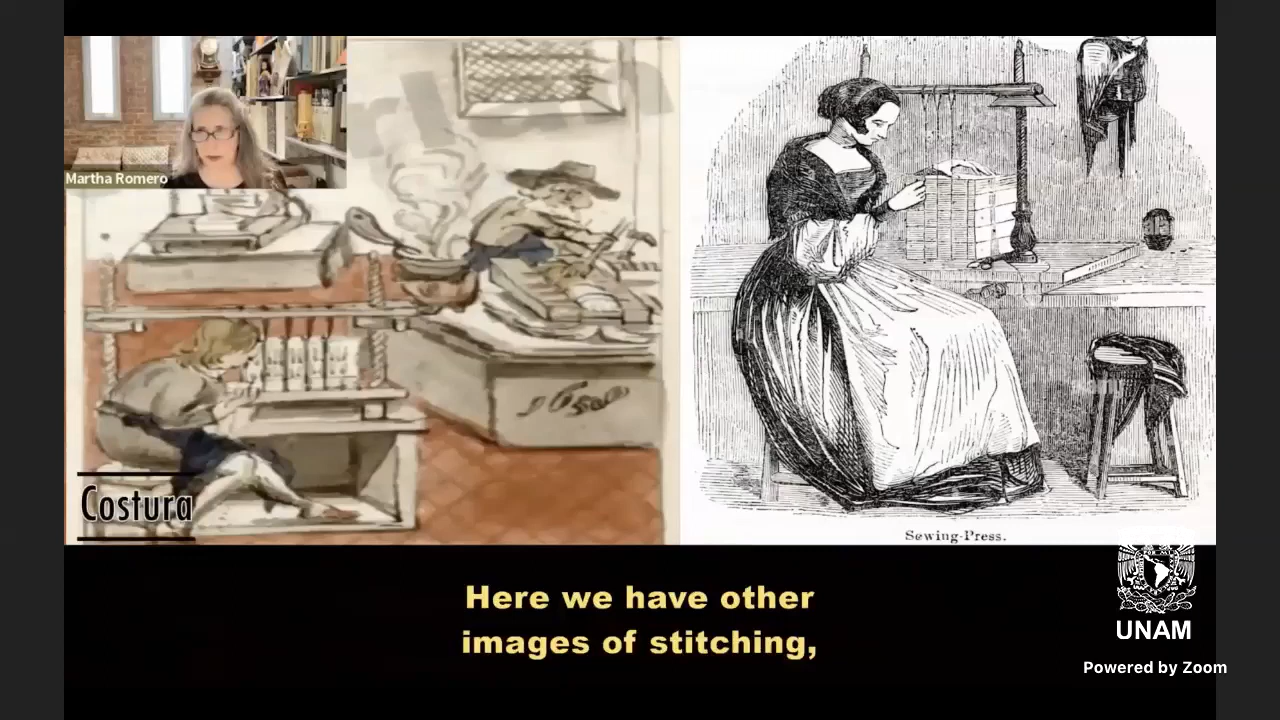 Martha Romero
Costura
Sewing-Press.
Here we have other
images of stitching,
UNAM
Powered by Zoom